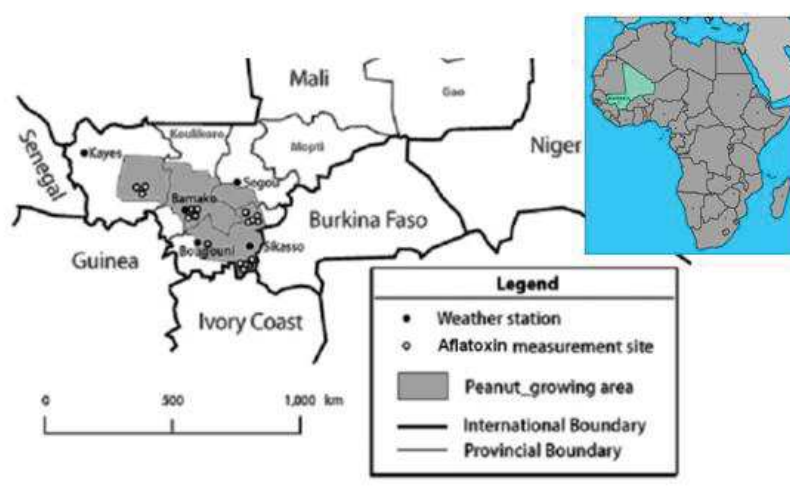 Mali
Gao
Senegal
Koulikoro
Mopti
Kayes
Niger
Segou
Bamako
Burkina Faso
Bougouni
Sikasso
Guinea
Ivory Coast
Legend
Weather station
Aflatoxin measurement site
Peanut_growing area
International Boundary
Provincial Boundary
0 500 1,000 km